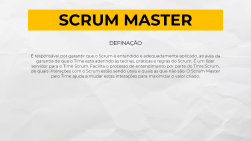 SCRUM MASTER
DEFINAÇÃO
É responsável por garantir que o Scrum é entendido e adequadamente aplicado, através da
garantia de que o Time está aderindo às teorias, práticas e regras do Scrum. É um líder
servidor para o Time Scrum. Facilita o processo de entendimento por parte do Time Scrum,
de quais interações com o Scrum estão sendo úteis e quais as que não são. O Scrum Master
pelo Time ajuda a mudar essas interações para maximizar o valor criado.